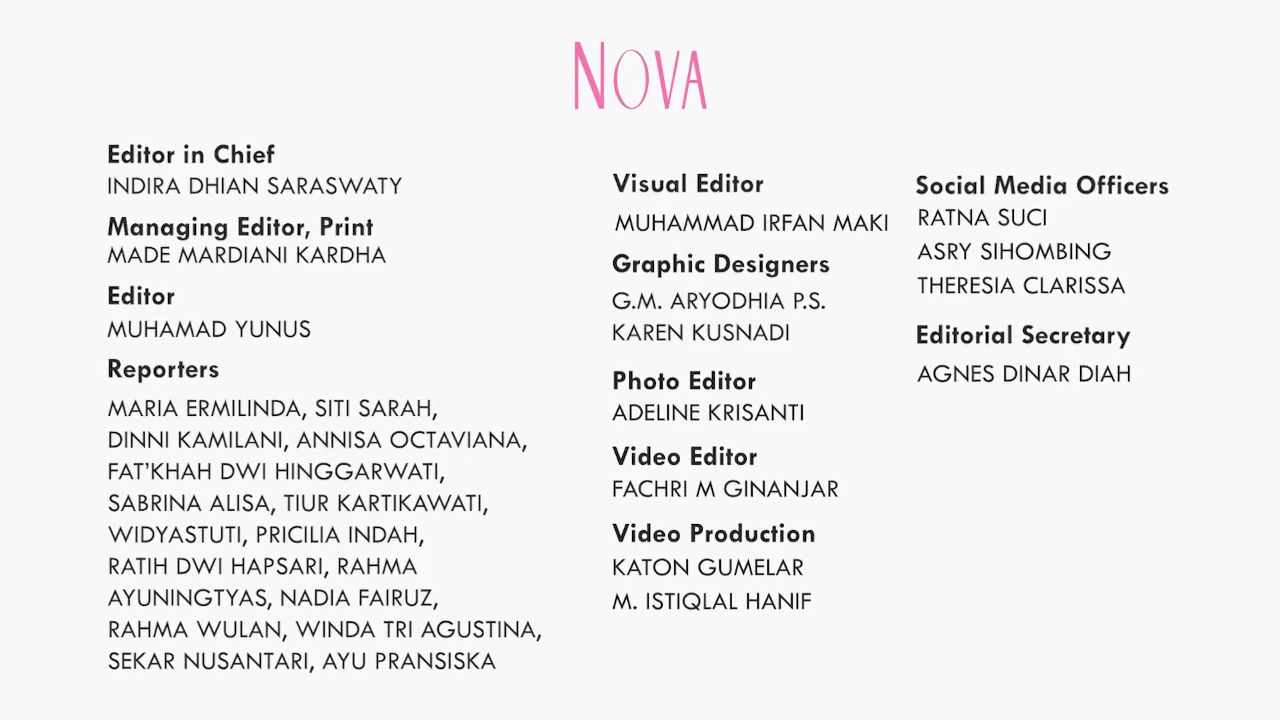 NOVA
Editor in Chief
INDIRA DHIAN SARASWATY
Managing Editor, Print
MADE MARDIANI KARDHA
Editor
MUHAMAD YUNUS
Reporters
MARIA ERMILINDA, SITI SARAH,
DINNI KAMILANI, ANNISA OCTAVIANA,
FAT’KHAH DWI HINGGARWATI,
SABRINA ALISA, TIUR KARTIKAWATI,
WIDYASTUTI, PRICILIA INDAH,
RATIH DWI HAPSARI, RAHMA
AYUNINGTYAS, NADIA FAIRUZ,
RAHMA WULAN, WINDA TRI AGUSTINA,
SEKAR NUSANTARI, AYU PRANSISKA
Visual Editor
MUHAMMAD IRFAN MAKI
Graphic Designers
G.M. ARYODHIA P.S.
KAREN KUSNADI
Photo Editor
ADELINE KRISANTI
Video Editor
FACHRI M GINANJAR
Video Production
KATON GUMELAR
M. ISTIQLAL HANIF
Social Media Officers
RATNA SUCI
ASRY SIHOMBING
THERESIA CLARISSA
Editorial Secretary
AGNES DINAR DIAH